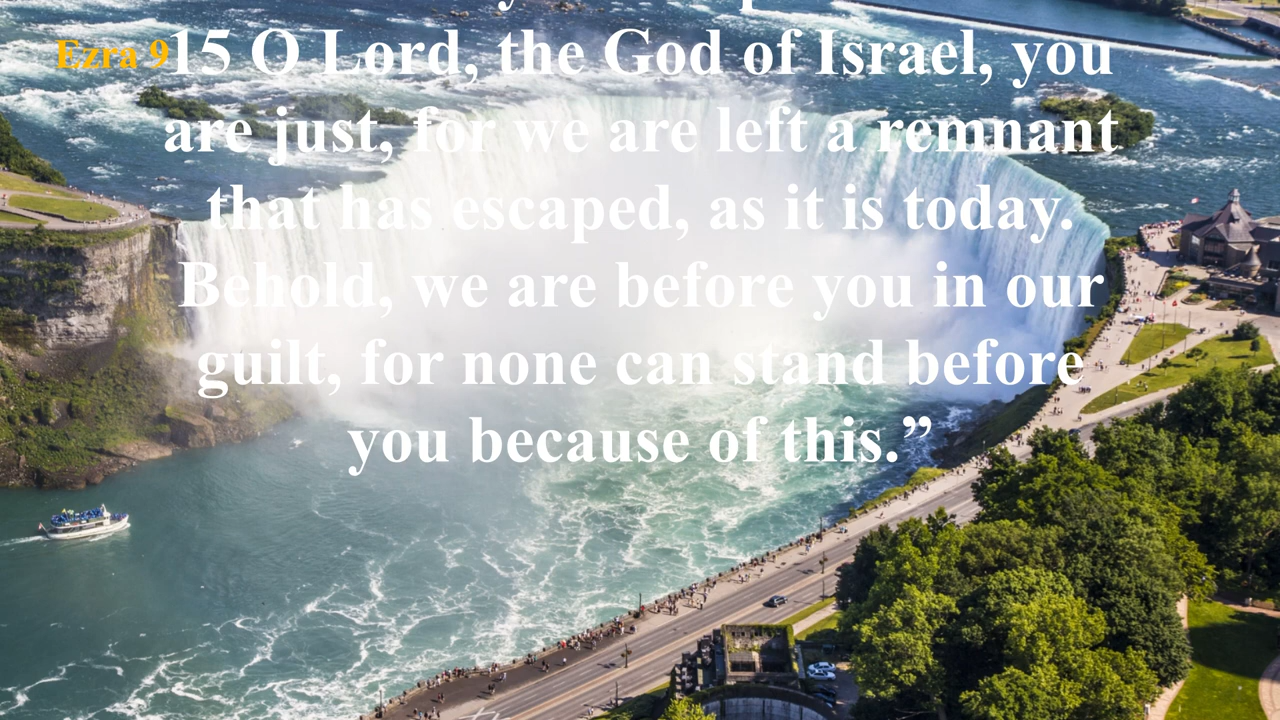 Ezra 9
15 O Lord, the God of Israel, you
are just, for we are left a remnant
that has escaped, as it is today.
Behold, we are before you in our
guilt, for none can stand before
you because of this.”